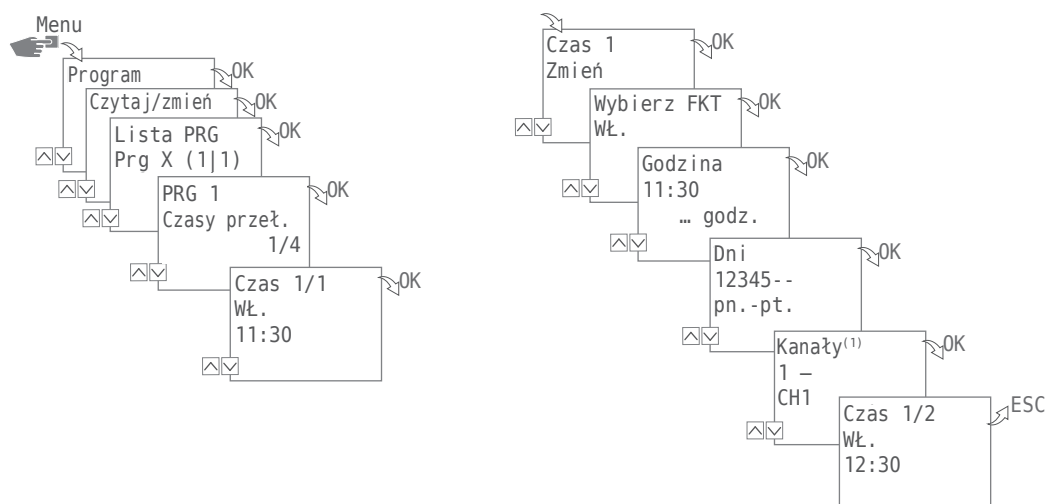 Menu
Program
OK
Czytaj/zmień
OK
Lista PRG
OK
Prg X (1|1)
PRG 1
OK
Czasy przeł.
1/4
Czas 1/1
OK
WŁ.
11:30
Czas 1
OK
Zmień
Wybierz FKT
OK
WŁ.
Godzina
OK
11:30
… godz.
Dni
OK
12345--
pn.-pt.
Kanały(1)
OK
1 –
CH1
Czas 1/2
ESC
WŁ.
12:30